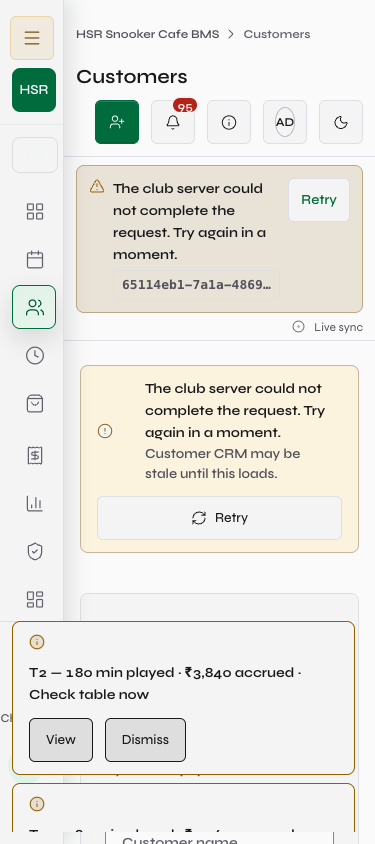 HSR Snooker Cafe BMS > Customers
HSR
Customers
95
AD
The club server could
not complete the
request. Try again in a
moment.
Retry
65114eb1-7a1a-4869…
Live sync
The club server could not
complete the request. Try
again in a moment.
Customer CRM may be
stale until this loads.
Retry
T2 — 180 min played · ₹3,840 accrued ·
Check table now
View
Dismiss
Customer name